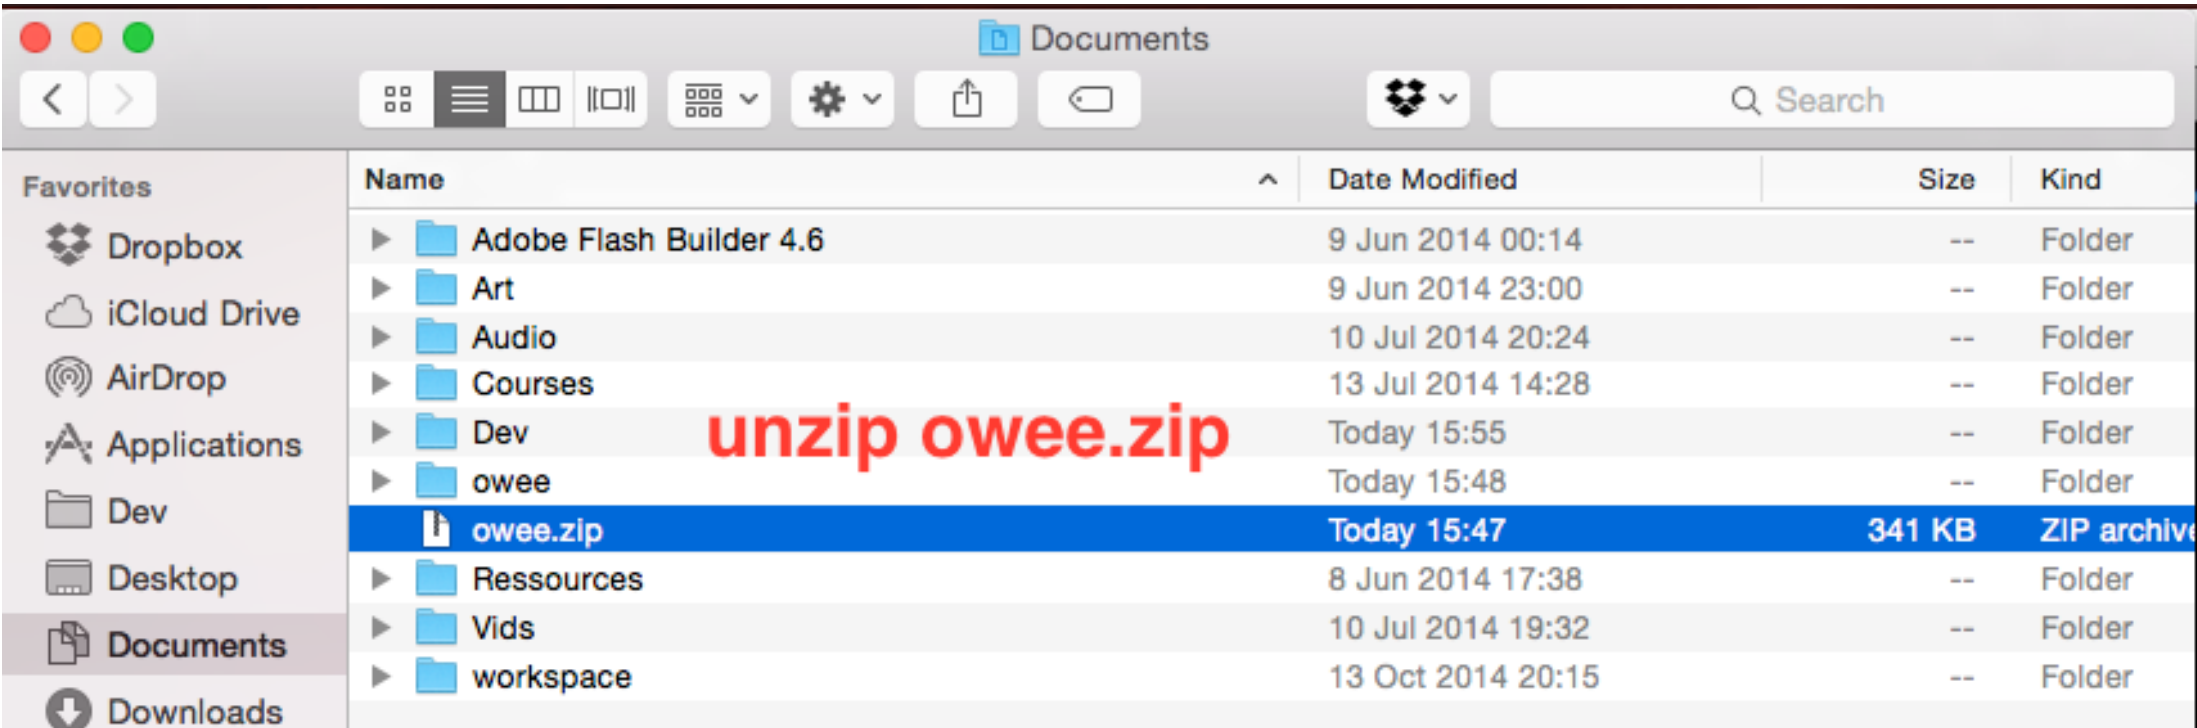 Documents
Search
Favorites
Dropbox
iCloud Drive
AirDrop
Applications
Dev
Desktop
Documents
Downloads
Name Date Modified Size Kind
Adobe Flash Builder 4.6 9 Jun 2014 00:14 -- Folder
Art 9 Jun 2014 23:00 -- Folder
Audio 10 Jul 2014 20:24 -- Folder
Courses 13 Jul 2014 14:28 -- Folder
Dev Today 15:55 -- Folder
unzip owee.zip
owee Today 15:48 -- Folder
owee.zip Today 15:47 341 KB ZIP archive
Ressources 8 Jun 2014 17:38 -- Folder
Vids 10 Jul 2014 19:32 -- Folder
workspace 13 Oct 2014 20:15 -- Folder